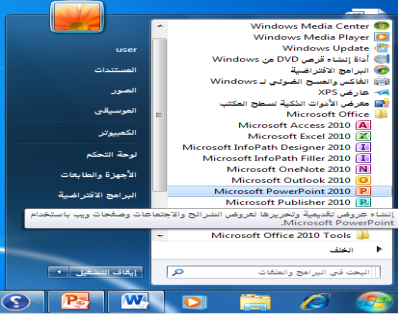 Windows Media Center
Windows Media Player
Windows Update
أداة إنشاء قرص DVD من Windows
البرامج الافتراضية
الفاكس والمسح الضوئي لـ Windows
عارض XPS
معرض الأدوات الذكية لسطح المكتب
Microsoft Office
Microsoft Access 2010
Microsoft Excel 2010
Microsoft InfoPath Designer 2010
Microsoft InfoPath Filler 2010
Microsoft OneNote 2010
Microsoft Outlook 2010
Microsoft PowerPoint 2010
Microsoft Publisher 2010
إنشاء عروض تقديمية وتحريرها لعروض الشرائح والاجتماعات وصفحات ويب باستخدام
Microsoft PowerPoint.
Microsoft Office 2010 Tools
الخلف
البحث في البرامج والملفات
user
المستندات
الصور
الموسيقى
الكمبيوتر
لوحة التحكم
الأجهزة والطابعات
البرامج الافتراضية
إيقاف التشغيل